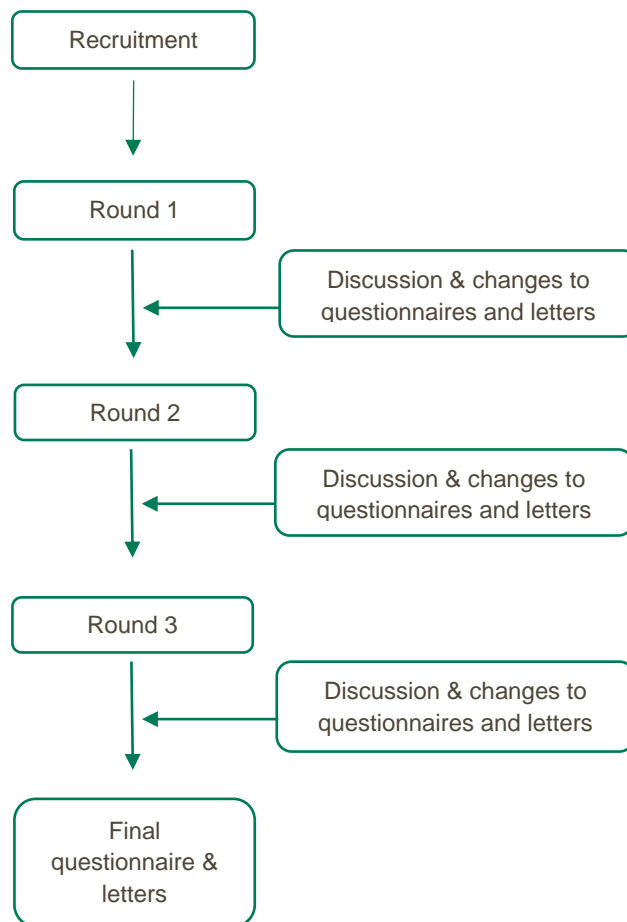 Recruitment
Round 1
Discussion & changes to
questionnaires and letters
Round 2
Discussion & changes to
questionnaires and letters
Round 3
Discussion & changes to
questionnaires and letters
Final
questionnaire &
letters